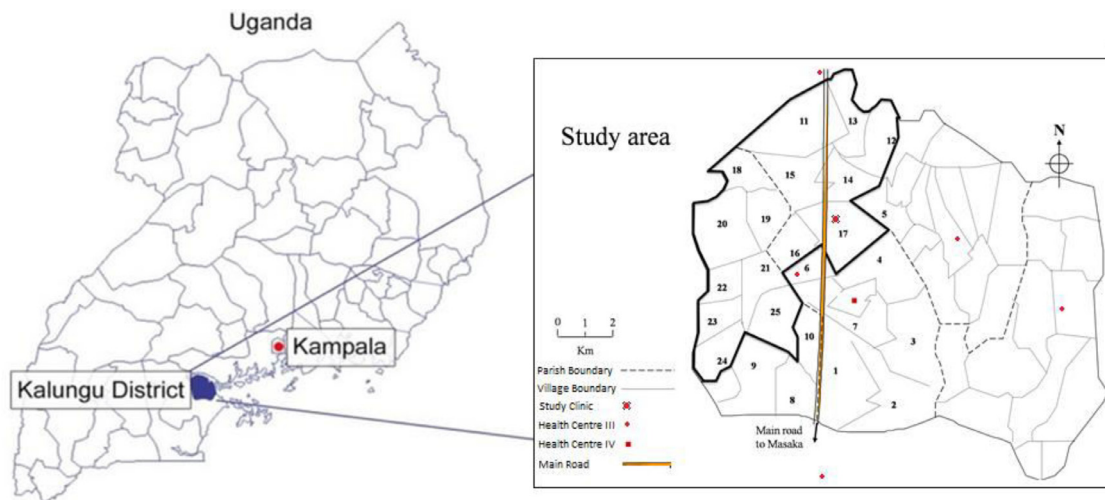 Uganda
Kampala
Kalungu District
Study area
N
11
13
12
18
15
14
20
19
5
17
16
4
21
6
22
25
7
23
10
3
24
9
1
8
2
0 1 2
Km
Parish Boundary
Village Boundary
Study Clinic
Health Centre III
Health Centre IV
Main Road
Main road
to Masaka